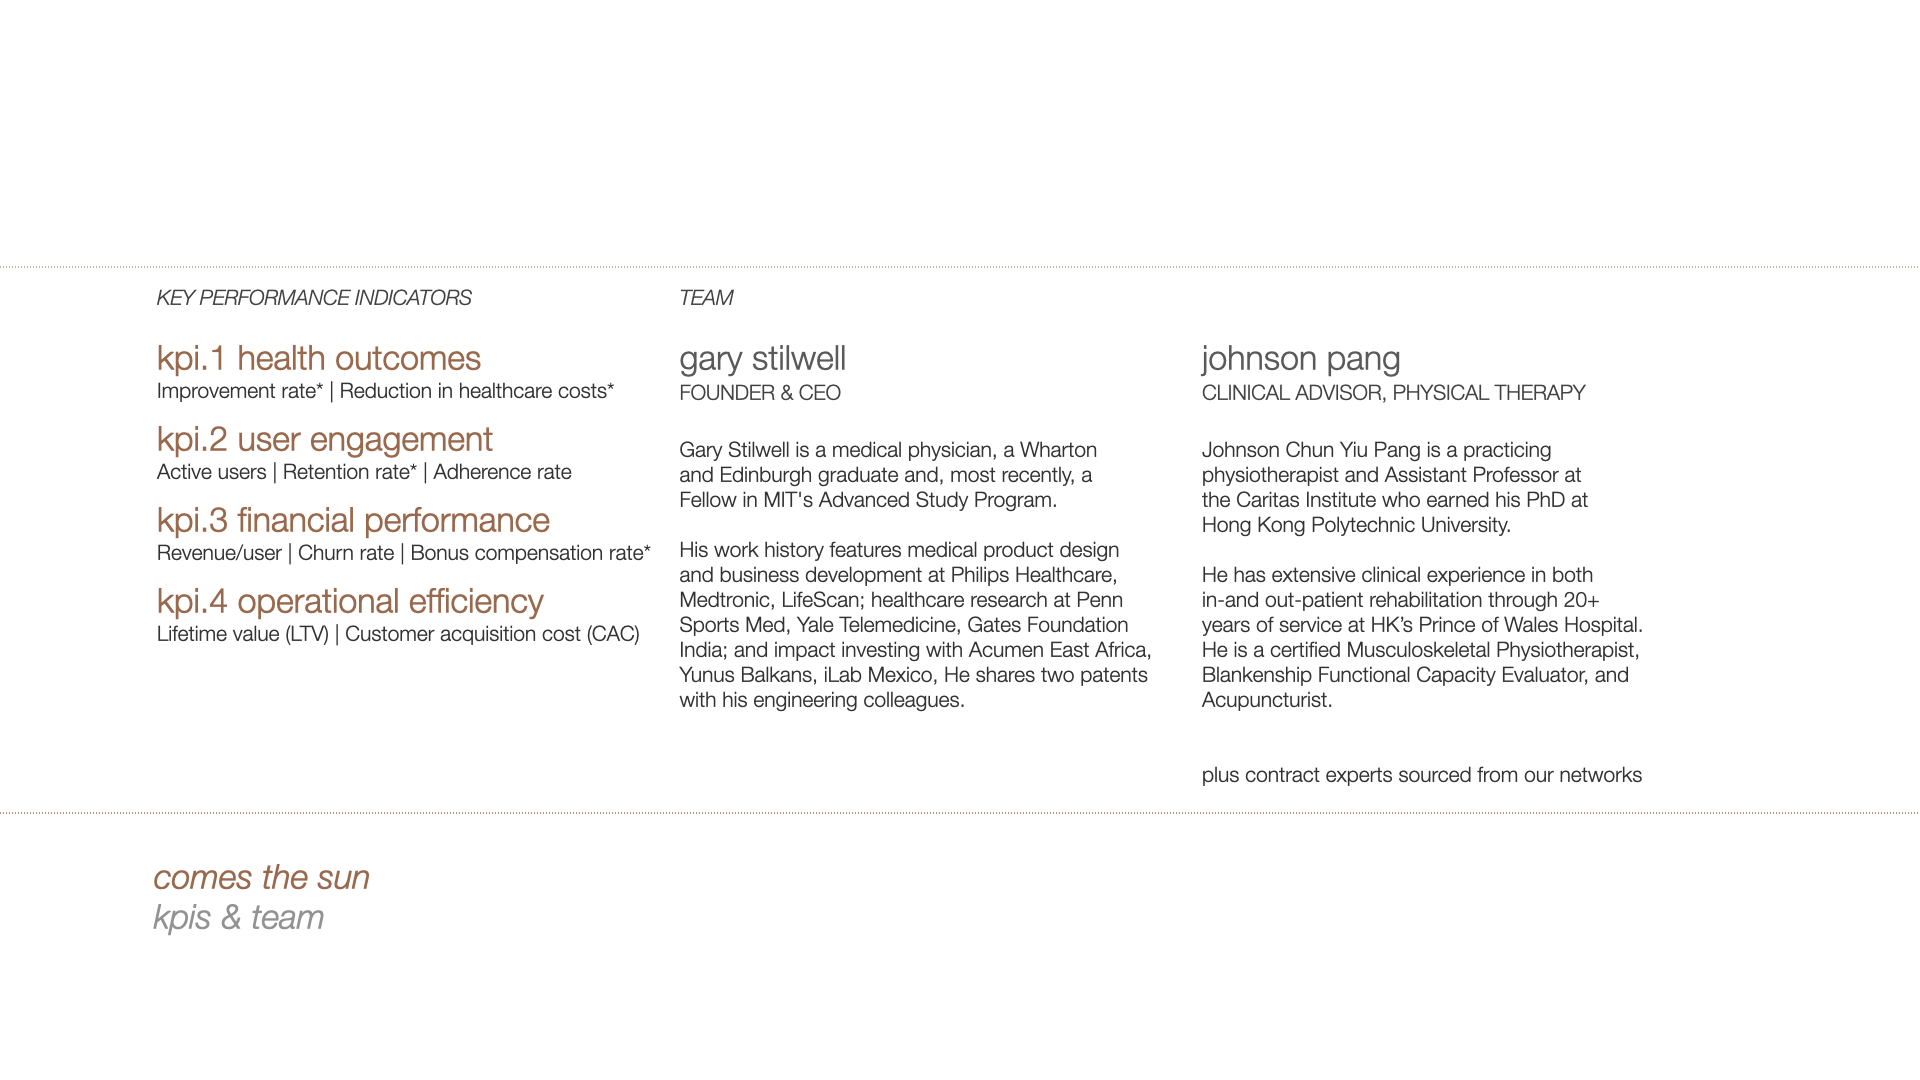 KEY PERFORMANCE INDICATORS
kpi.1 health outcomes
Improvement rate* | Reduction in healthcare costs*
kpi.2 user engagement
Active users | Retention rate* | Adherence rate
kpi.3 financial performance
Revenue/user | Churn rate | Bonus compensation rate*
kpi.4 operational efficiency
Lifetime value (LTV) | Customer acquisition cost (CAC)
TEAM
gary stilwell
FOUNDER & CEO
Gary Stilwell is a medical physician, a Wharton
and Edinburgh graduate and, most recently, a
Fellow in MIT's Advanced Study Program.
His work history features medical product design
and business development at Philips Healthcare,
Medtronic, LifeScan; healthcare research at Penn
Sports Med, Yale Telemedicine, Gates Foundation
India; and impact investing with Acumen East Africa,
Yunus Balkans, iLab Mexico, He shares two patents
with his engineering colleagues.
johnson pang
CLINICAL ADVISOR, PHYSICAL THERAPY
Johnson Chun Yiu Pang is a practicing
physiotherapist and Assistant Professor at
the Caritas Institute who earned his PhD at
Hong Kong Polytechnic University.
He has extensive clinical experience in both
in-and out-patient rehabilitation through 20+
years of service at HK’s Prince of Wales Hospital.
He is a certified Musculoskeletal Physiotherapist,
Blankenship Functional Capacity Evaluator, and
Acupuncturist.
plus contract experts sourced from our networks
comes the sun
kpis & team